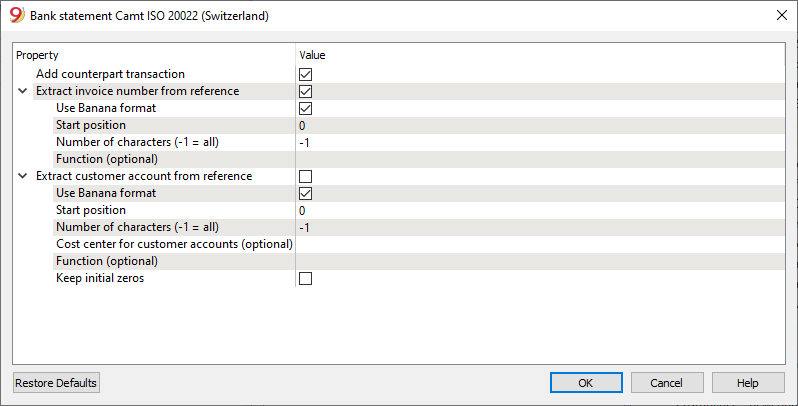 Bank statement Camt ISO 20022 (Switzerland)
Property Value
Add counterpart transaction
Extract invoice number from reference
Use Banana format
Start position 0
Number of characters (-1 = all) -1
Function (optional)
Extract customer account from reference
Use Banana format
Start position 0
Number of characters (-1 = all) -1
Cost center for customer accounts (optional)
Function (optional)
Keep initial zeros
Restore Defaults OK Cancel Help